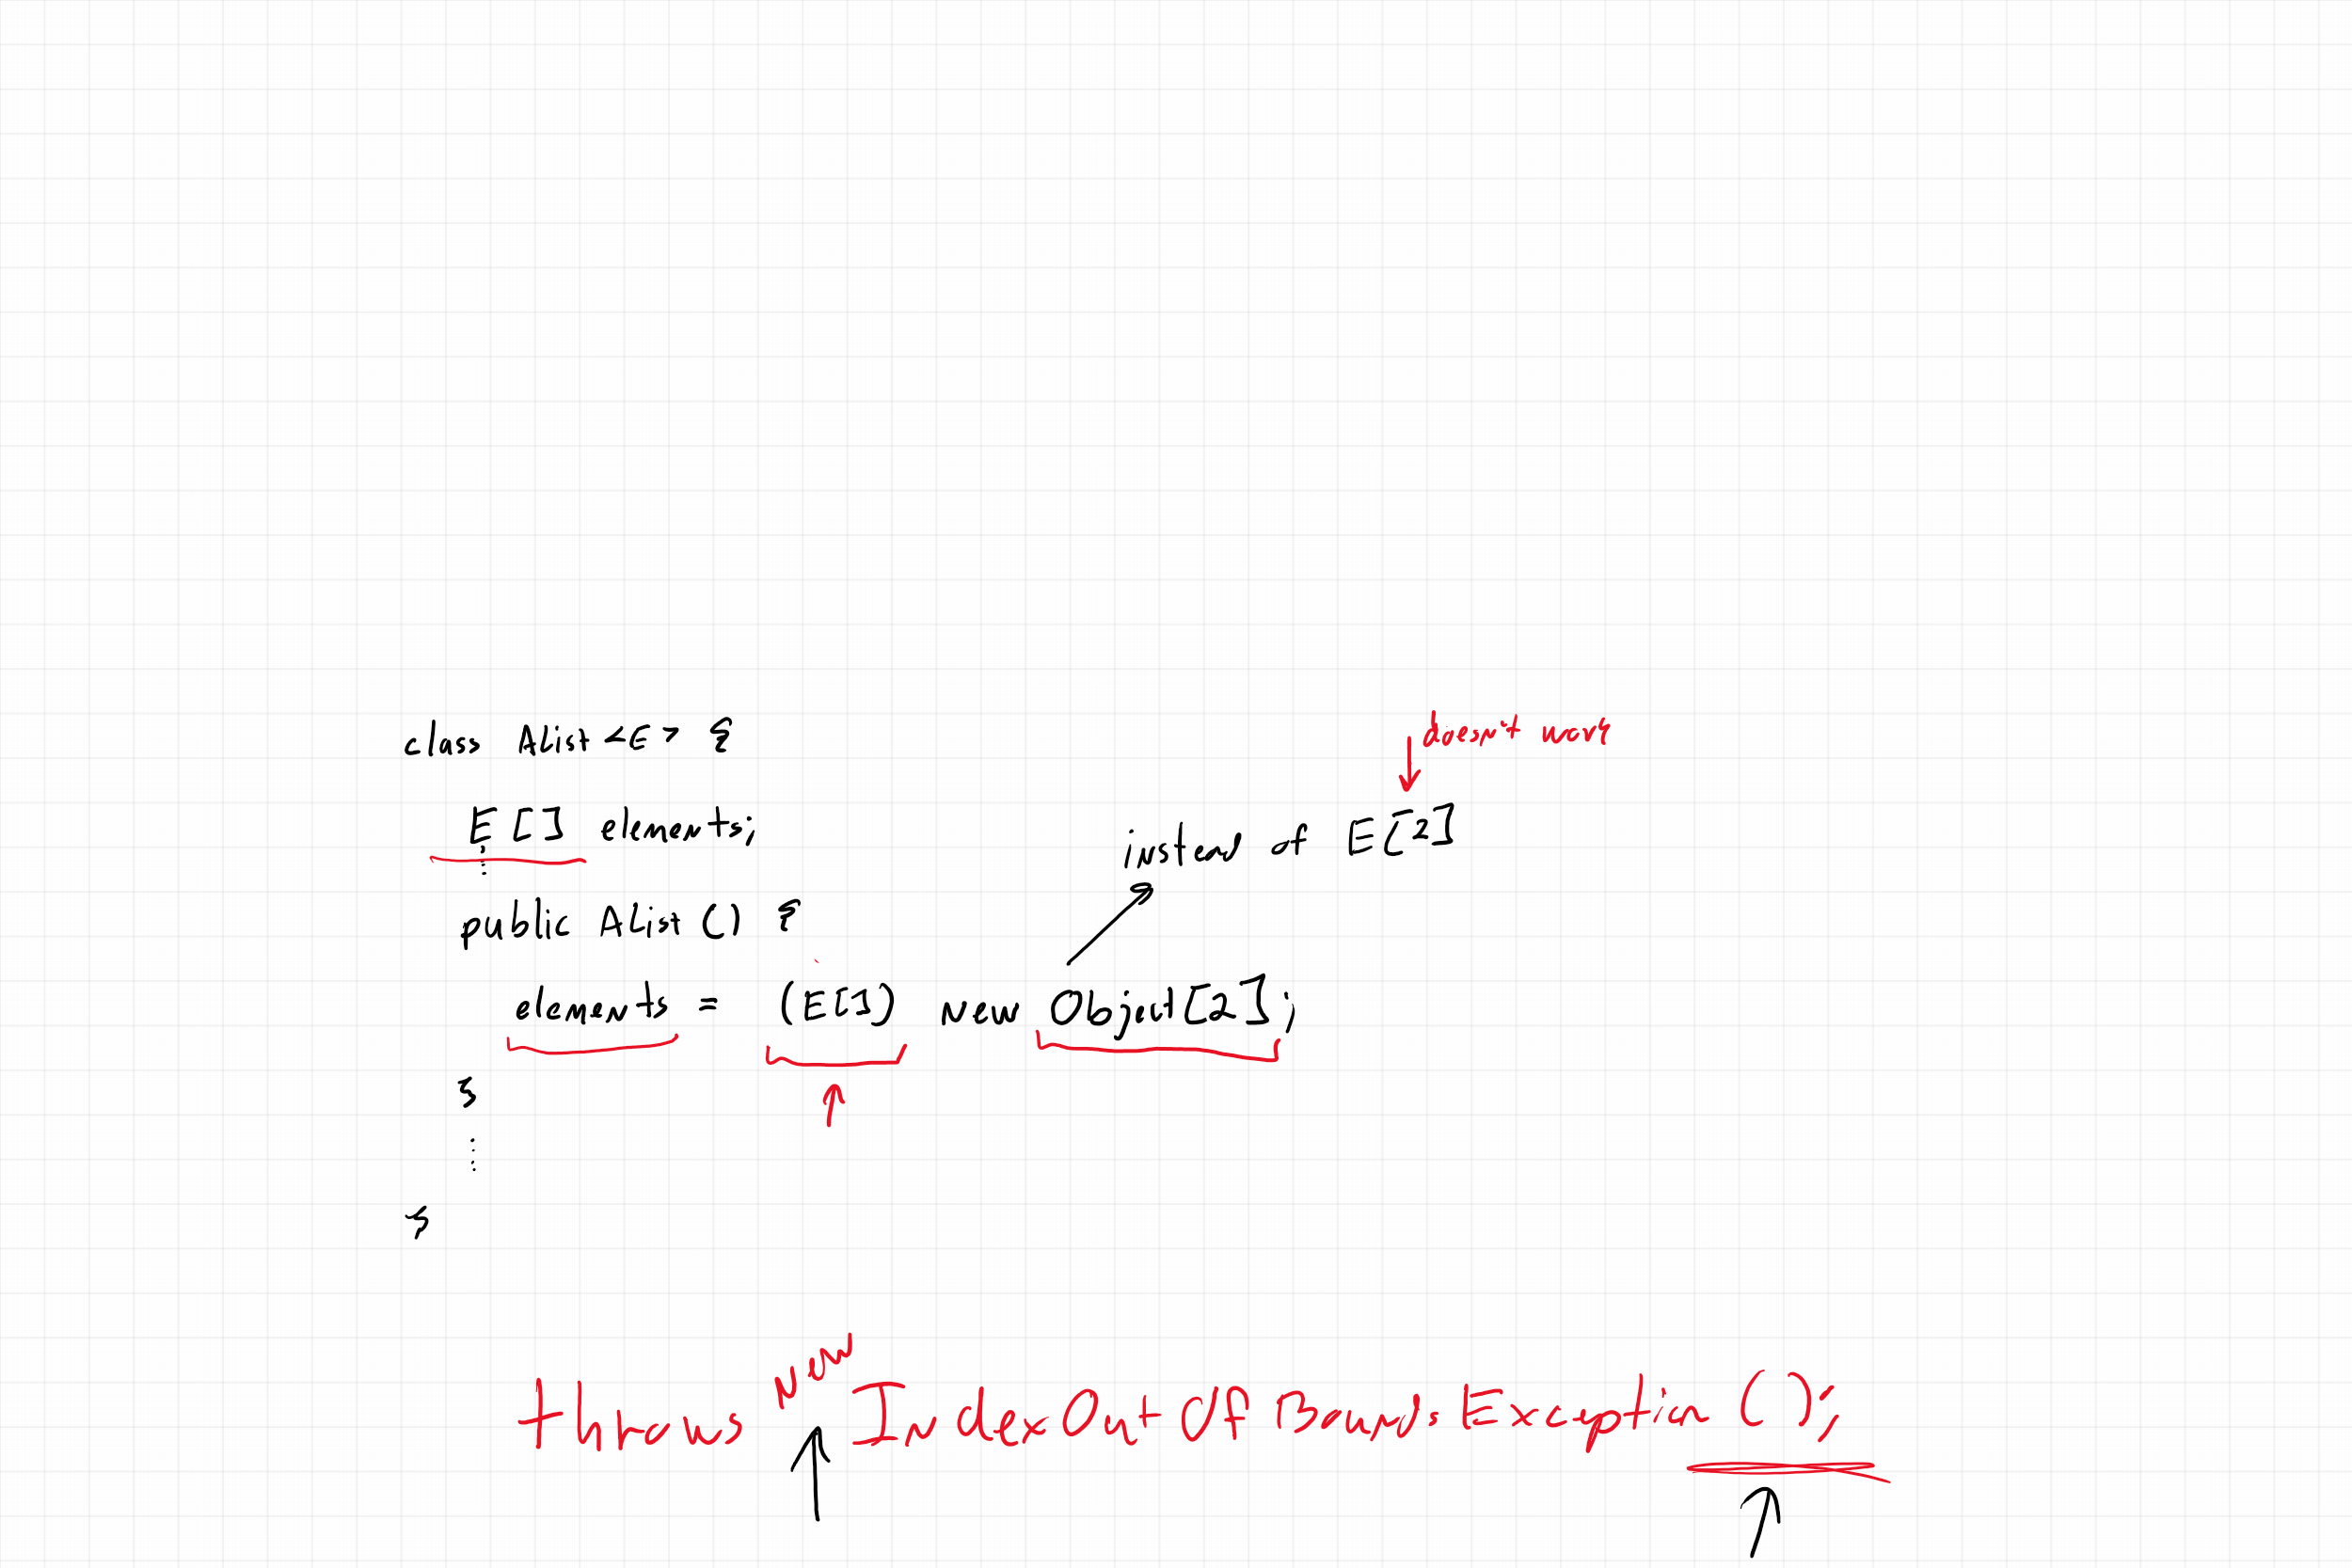 class AList <E> {
doesn't work
E [] elements;
instead of E[2]
public AList () {
elements = (E[]) new Object[2];
}
}
throws new IndexOutOfBoundsException ();